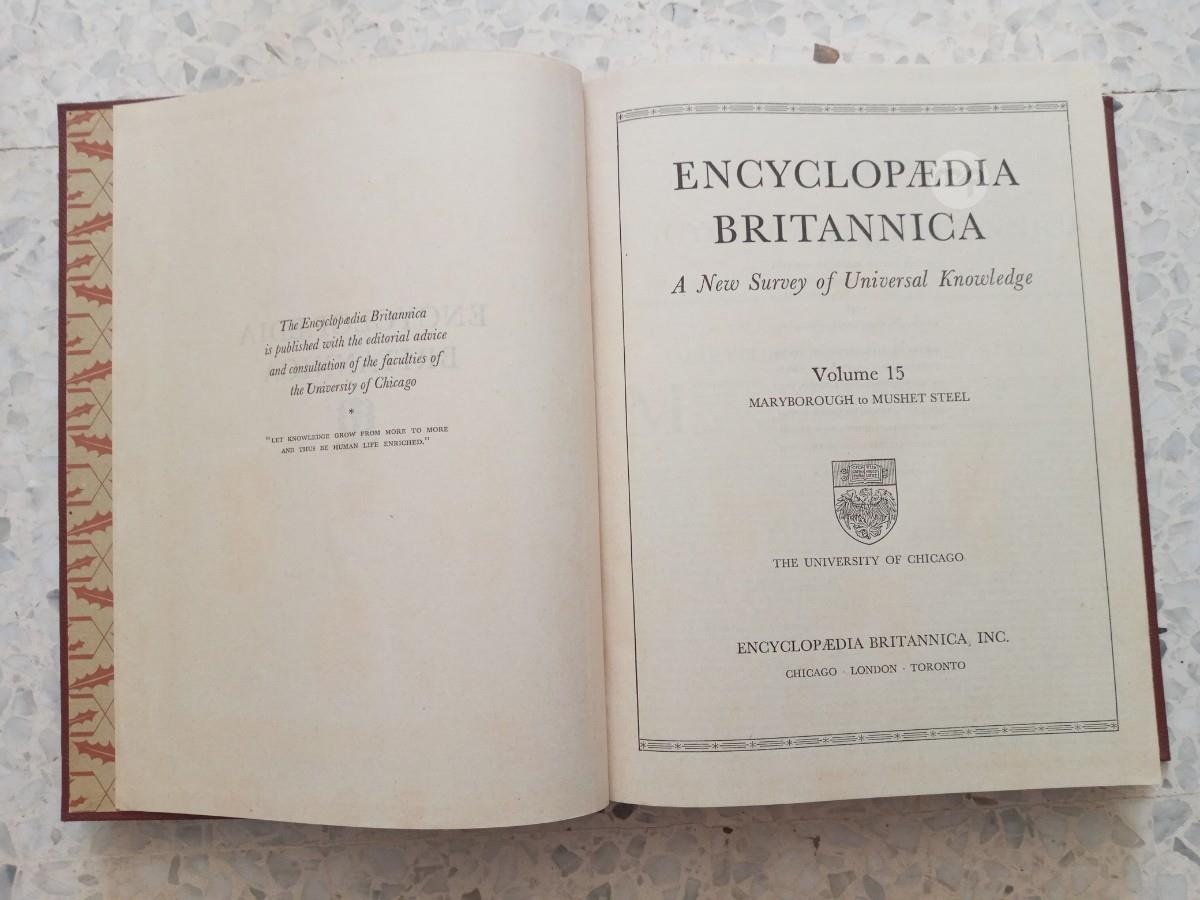 The Encyclopædia Britannica
is published with the editorial advice
and consultation of the faculties of
the University of Chicago
*
"LET KNOWLEDGE GROW FROM MORE TO MORE
AND THUS BE HUMAN LIFE ENRICHED."
ENCYCLOPÆDIA
BRITANNICA
A New Survey of Universal Knowledge
Volume 15
MARYBOROUGH to MUSHET STEEL
THE UNIVERSITY OF CHICAGO
ENCYCLOPÆDIA BRITANNICA, INC.
CHICAGO · LONDON · TORONTO